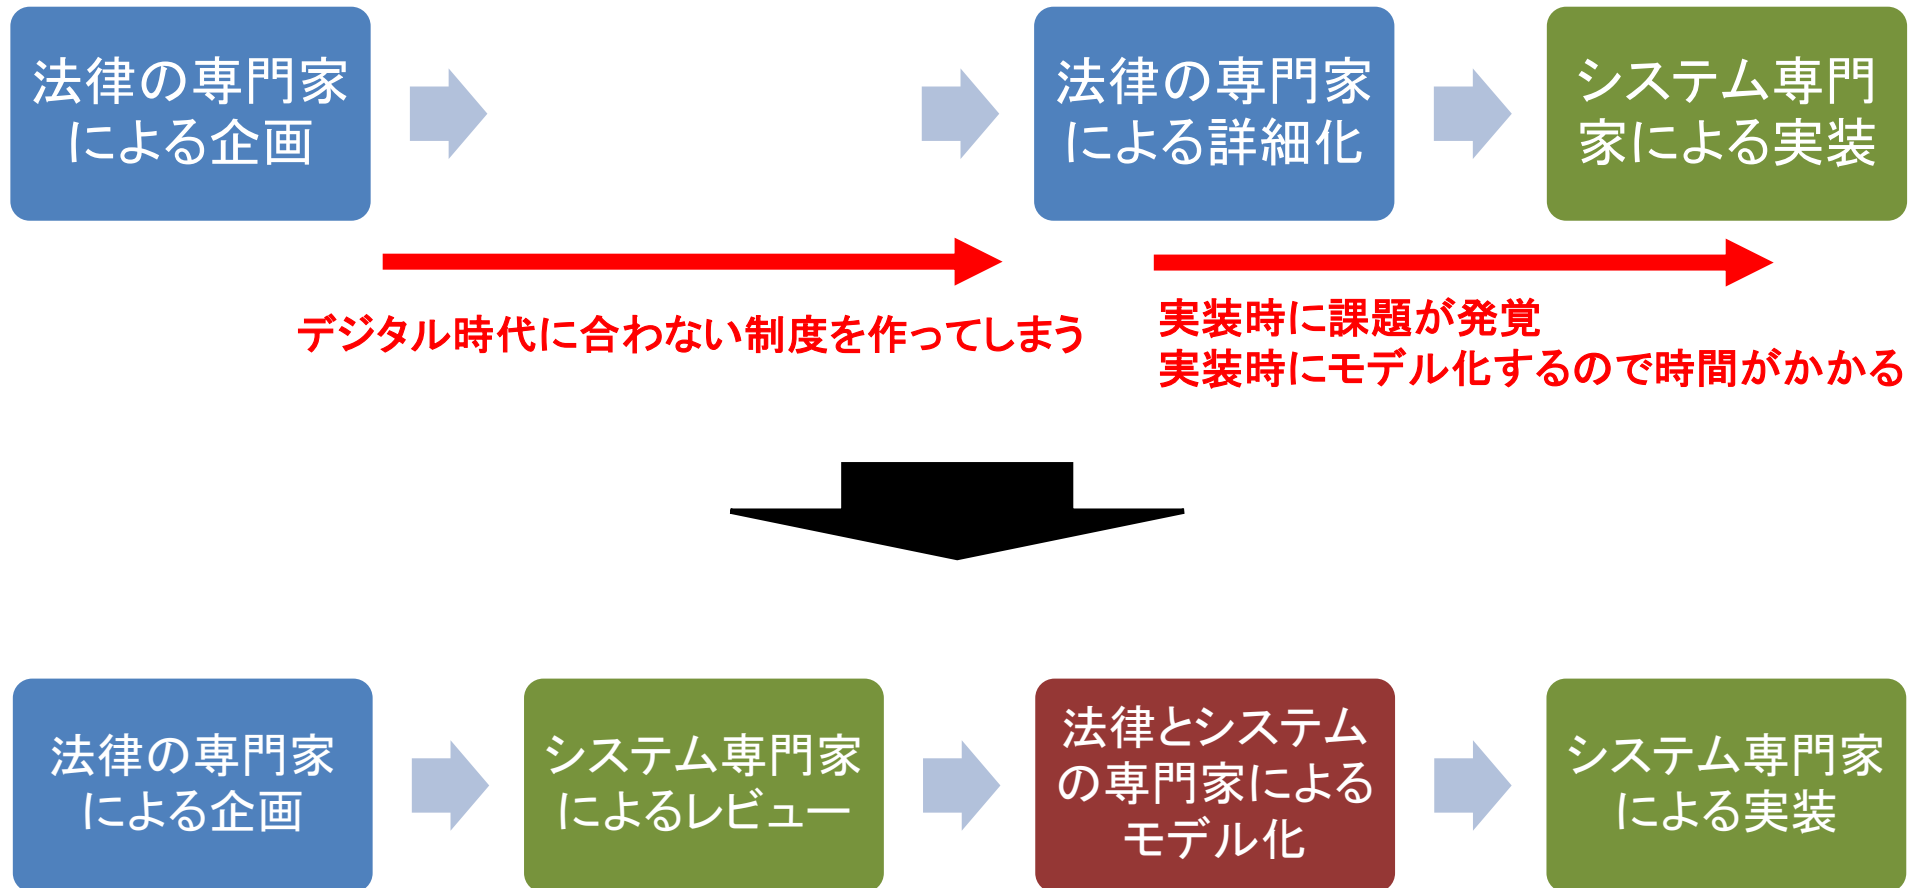 法律の専門家
による企画
法律の専門家
による詳細化
システム専門
家による実装
デジタル時代に合わない制度を作ってしまう
実装時に課題が発覚
実装時にモデル化するので時間がかかる
法律の専門家
による企画
システム専門家
によるレビュー
法律とシステム
の専門家による
モデル化
システム専門家
による実装